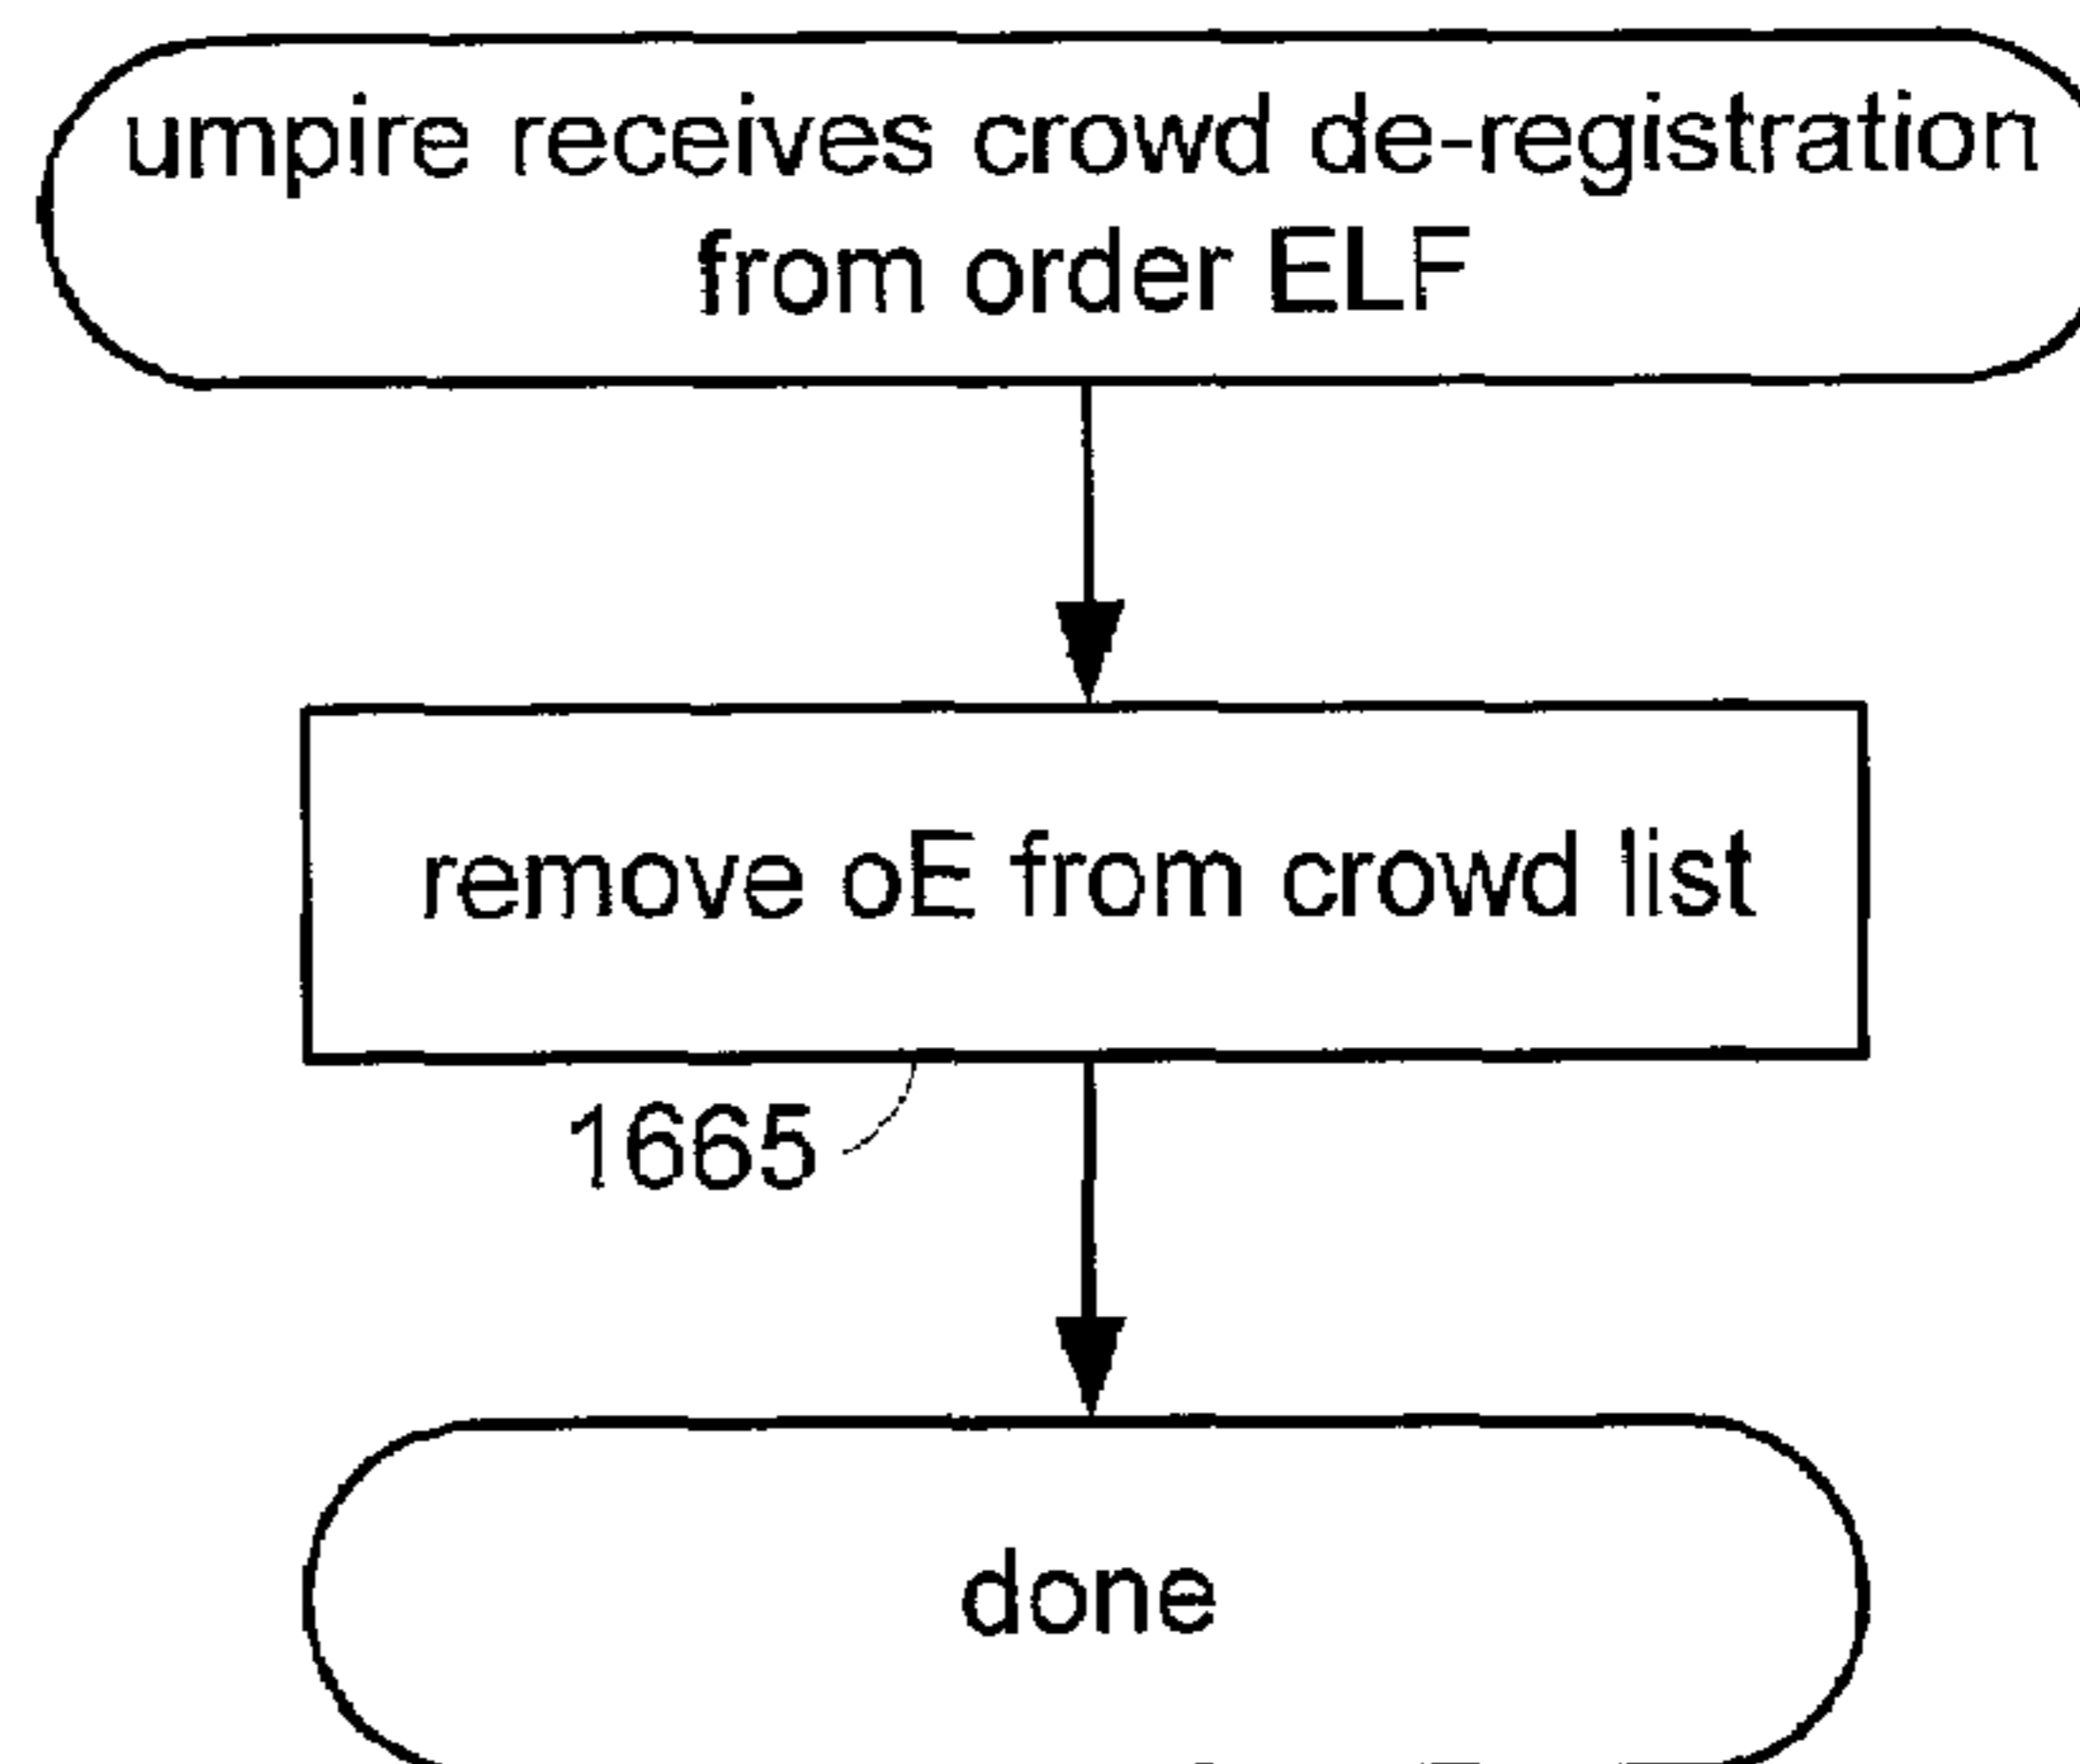 umpire receives crowd de-registration
from order ELF
remove oE from crowd list
1665
done